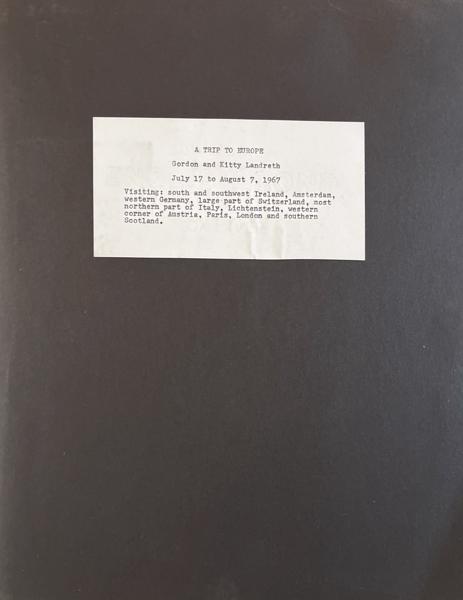 A TRIP TO EUROPE
Gordon and Kitty Landreth
July 17 to August 7, 1967
Visiting: south and southwest Ireland, Amsterdam,
western Germany, large part of Switzerland, most
northern part of Italy, Lichtenstein, western
corner of Austria, Paris, London and southern
Scotland.